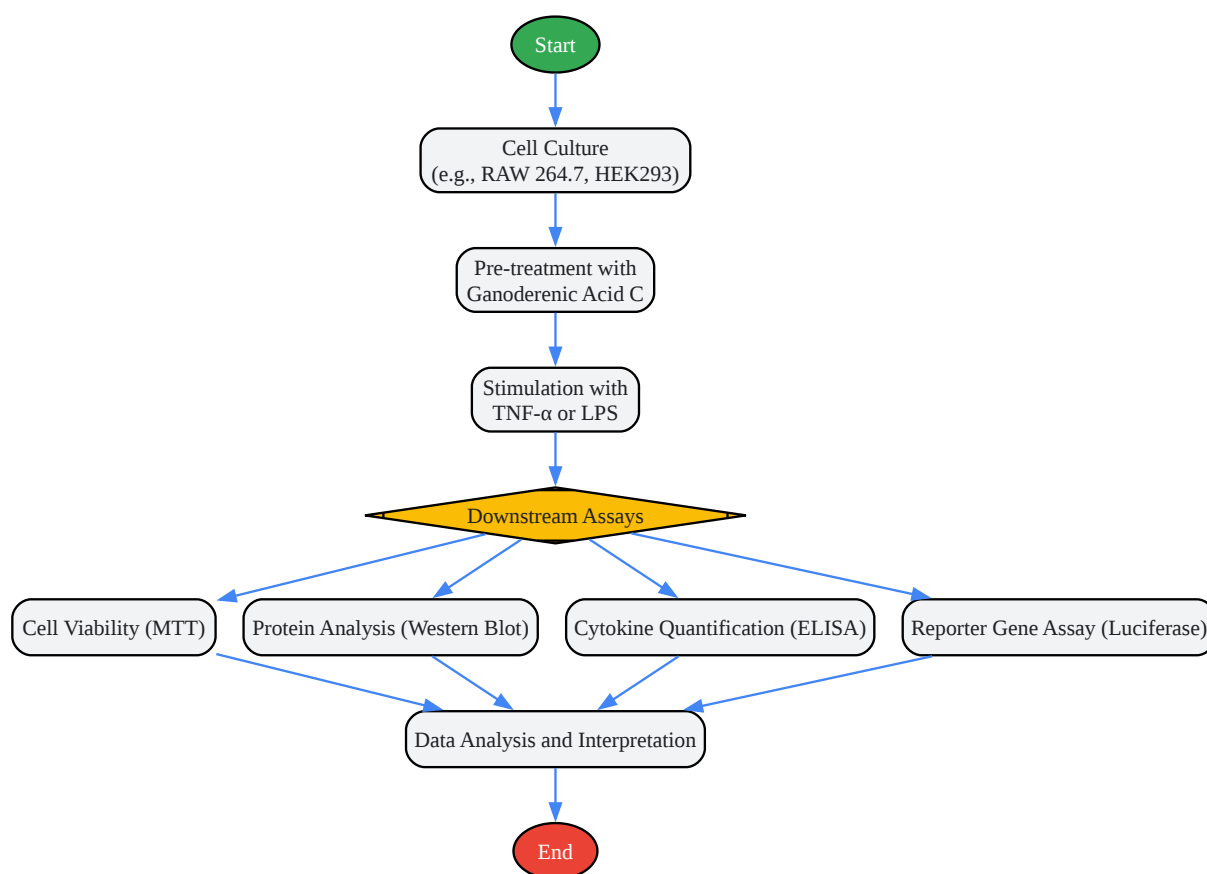 Start
Cell Culture
(e.g., RAW 264.7, HEK293)
Pre-treatment with
Ganoderenic Acid C
Stimulation with
TNF-α or LPS
Downstream Assays
Cell Viability (MTT)
Protein Analysis (Western Blot)
Cytokine Quantification (ELISA)
Reporter Gene Assay (Luciferase)
Data Analysis and Interpretation
End